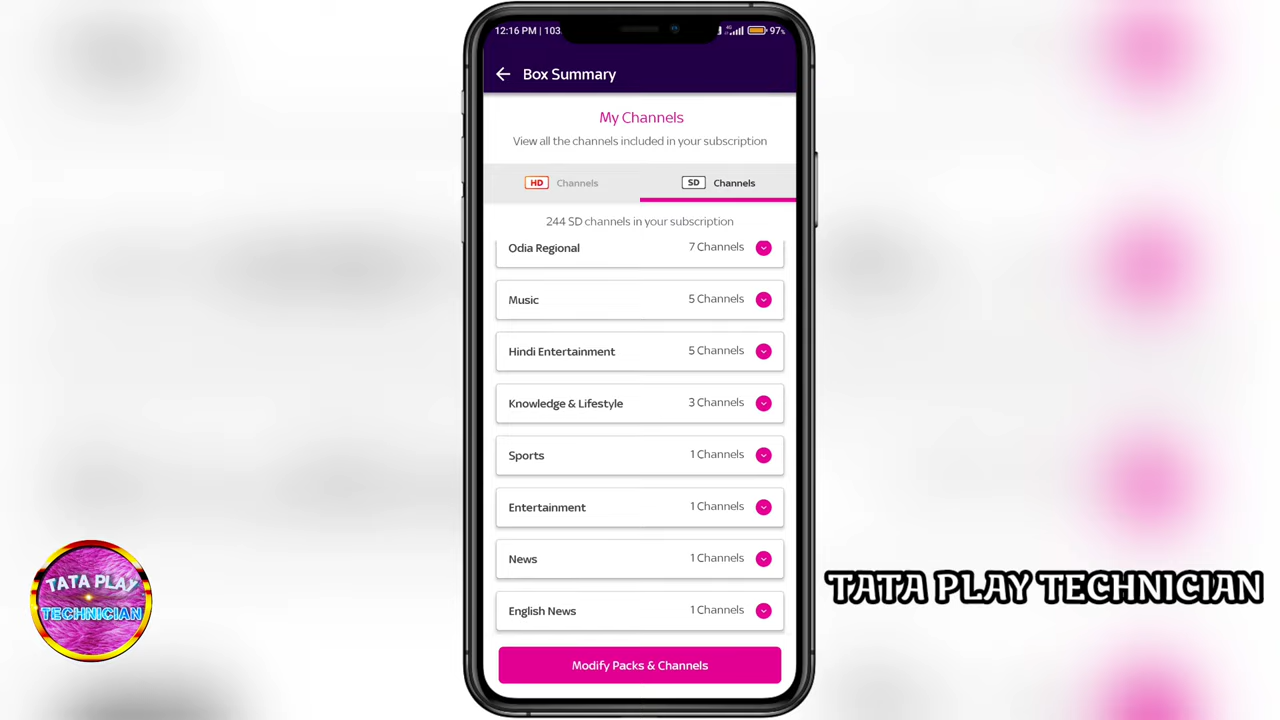 12:16 PM | 103
4G
97%
Box Summary
My Channels
View all the channels included in your subscription
HD Channels
SD Channels
244 SD channels in your subscription
Odia Regional 7 Channels
Music 5 Channels
Hindi Entertainment 5 Channels
Knowledge & Lifestyle 3 Channels
Sports 1 Channels
Entertainment 1 Channels
News 1 Channels
English News 1 Channels
Modify Packs & Channels
TATA PLAY
TECHNICIAN
TATA PLAY TECHNICIAN